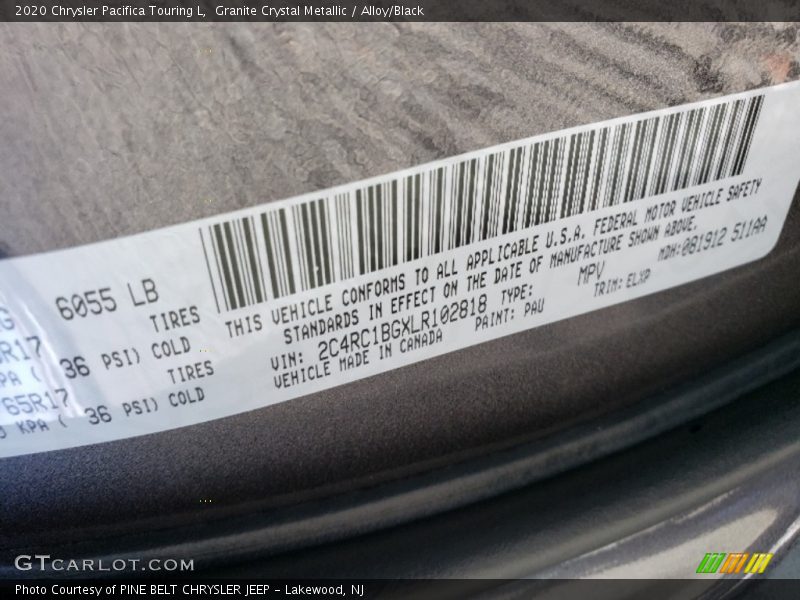 2020 Chrysler Pacifica Touring L, Granite Crystal Metallic / Alloy/Black
6055 LB
TIRES
R17
36 PSI) COLD
TIRES
65R17
KPA ( 36 PSI) COLD
THIS VEHICLE CONFORMS TO ALL APPLICABLE U.S.A. FEDERAL MOTOR VEHICLE SAFETY
STANDARDS IN EFFECT ON THE DATE OF MANUFACTURE SHOWN ABOVE.
VIN: 2C4RC1BGXLR102818 TYPE: MPV MDH:081912 511AA
VEHICLE MADE IN CANADA PAINT: PAU TRIM: ELXP
GTCARLOT.COM
Photo Courtesy of PINE BELT CHRYSLER JEEP – Lakewood, NJ